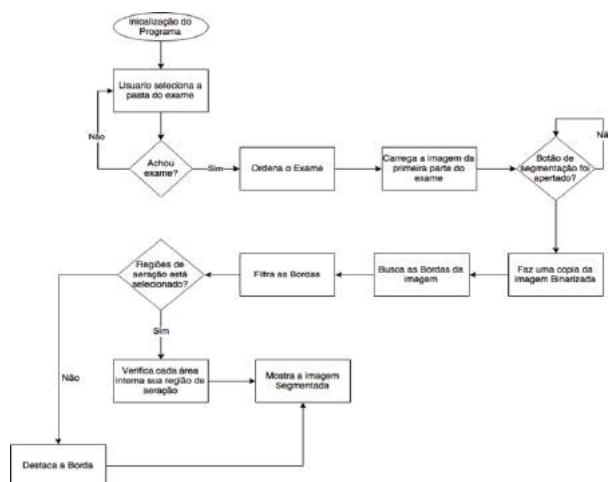 Inicialização do
Programa
Usuario seleciona a
pasta do exame
Não
Achou
exame?
Sim
Ordena o Exame
Carrega a imagem da
primeira parte do
exame
Botão de
segmentação foi
apertado?
Nã
Faz uma copia da
imagem Binarizada
Busca as Bordas da
imagem
Filtra as Bordas
Regiões de
aeração está
selecionado?
Sim
Não
Verifica cada área
interna sua região de
aeração
Mostra a imagem
Segmentada
Destaca a Borda